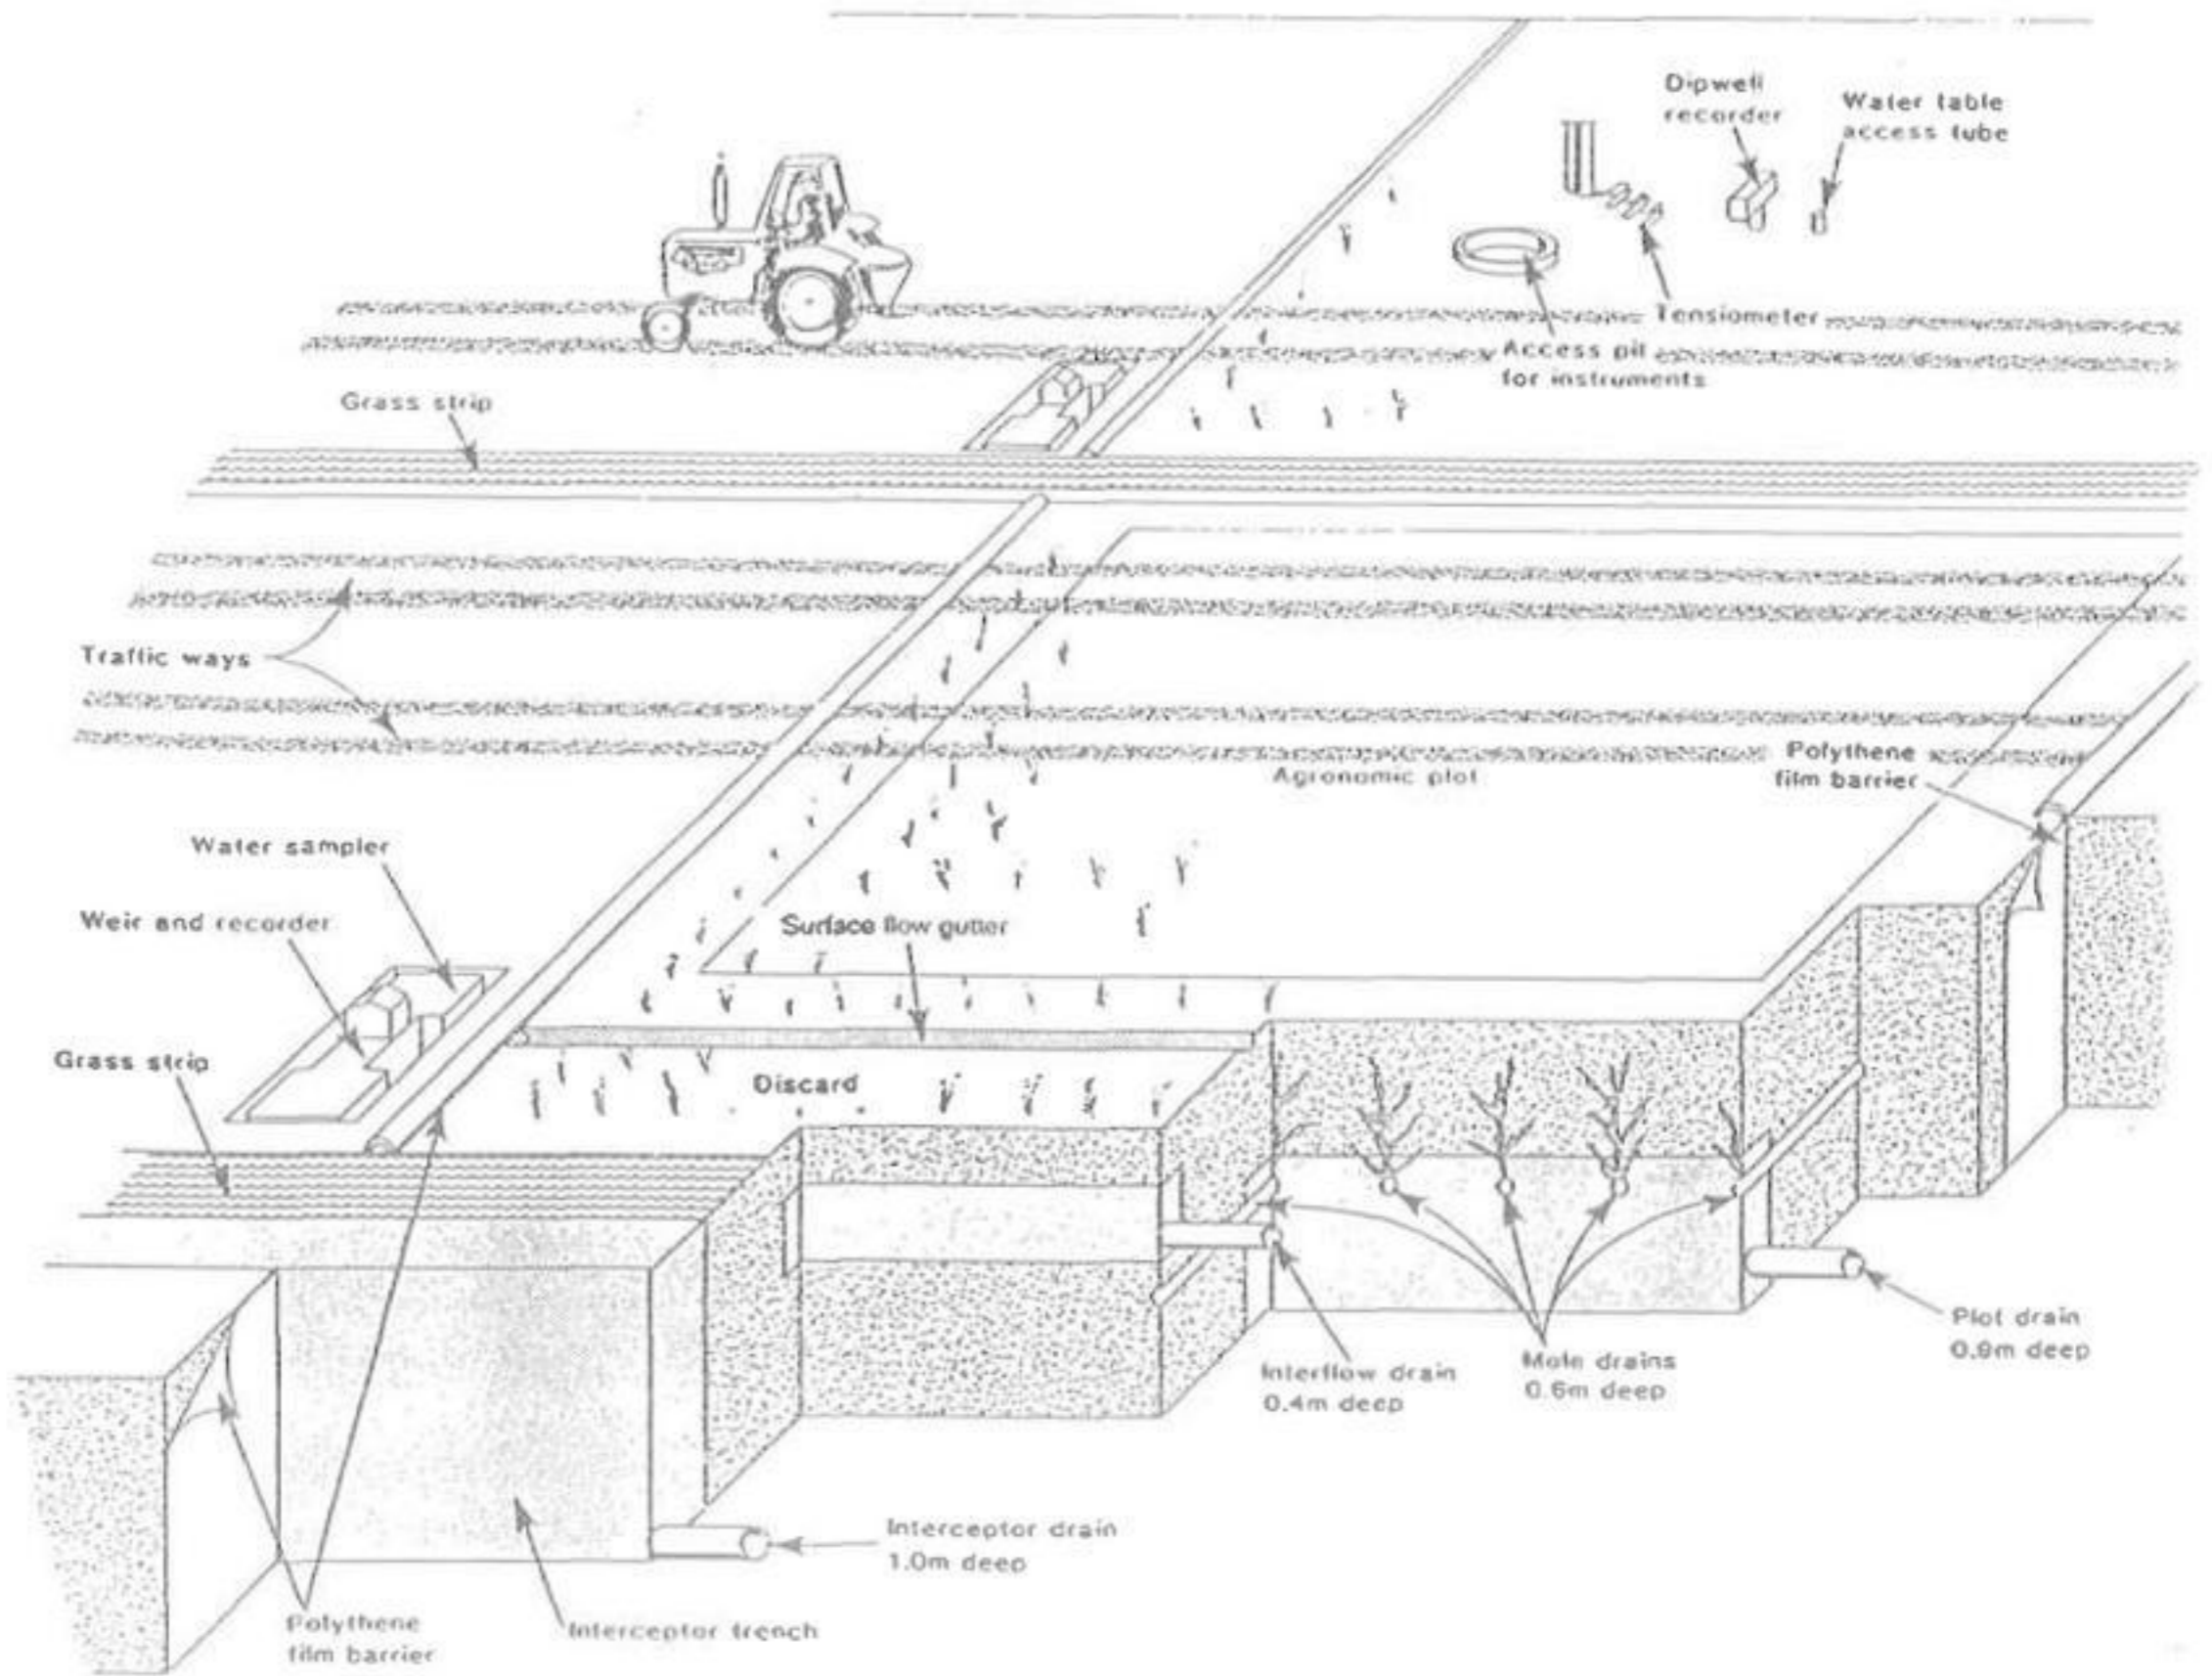 Dipwell
recorder
Water table
access tube
Tensiometer
Access pit
for instruments
Grass strip
Traffic ways
Polythene
film barrier
Agronomic plot
Water sampler
Weir and recorder
Surface flow gutter
Grass strip
Discard
Plot drain
0.9m deep
Mole drains
0.6m deep
Interflow drain
0.4m deep
Interceptor drain
1.0m deep
Interceptor trench
Polythene
film barrier